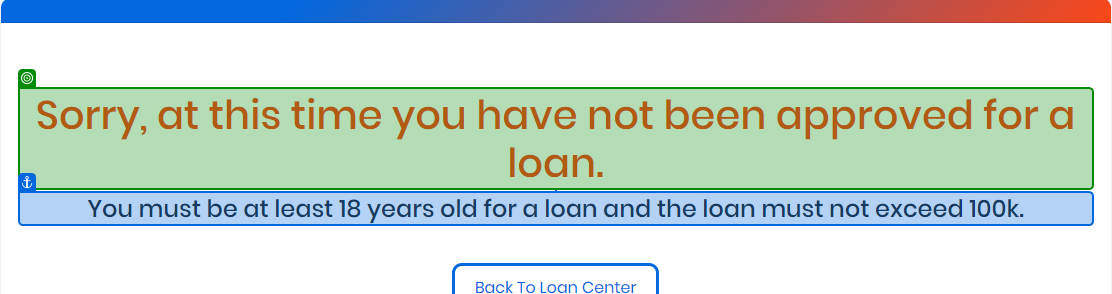 Sorry, at this time you have not been approved for a
loan.
You must be at least 18 years old for a loan and the loan must not exceed 100k.
Back To Loan Center